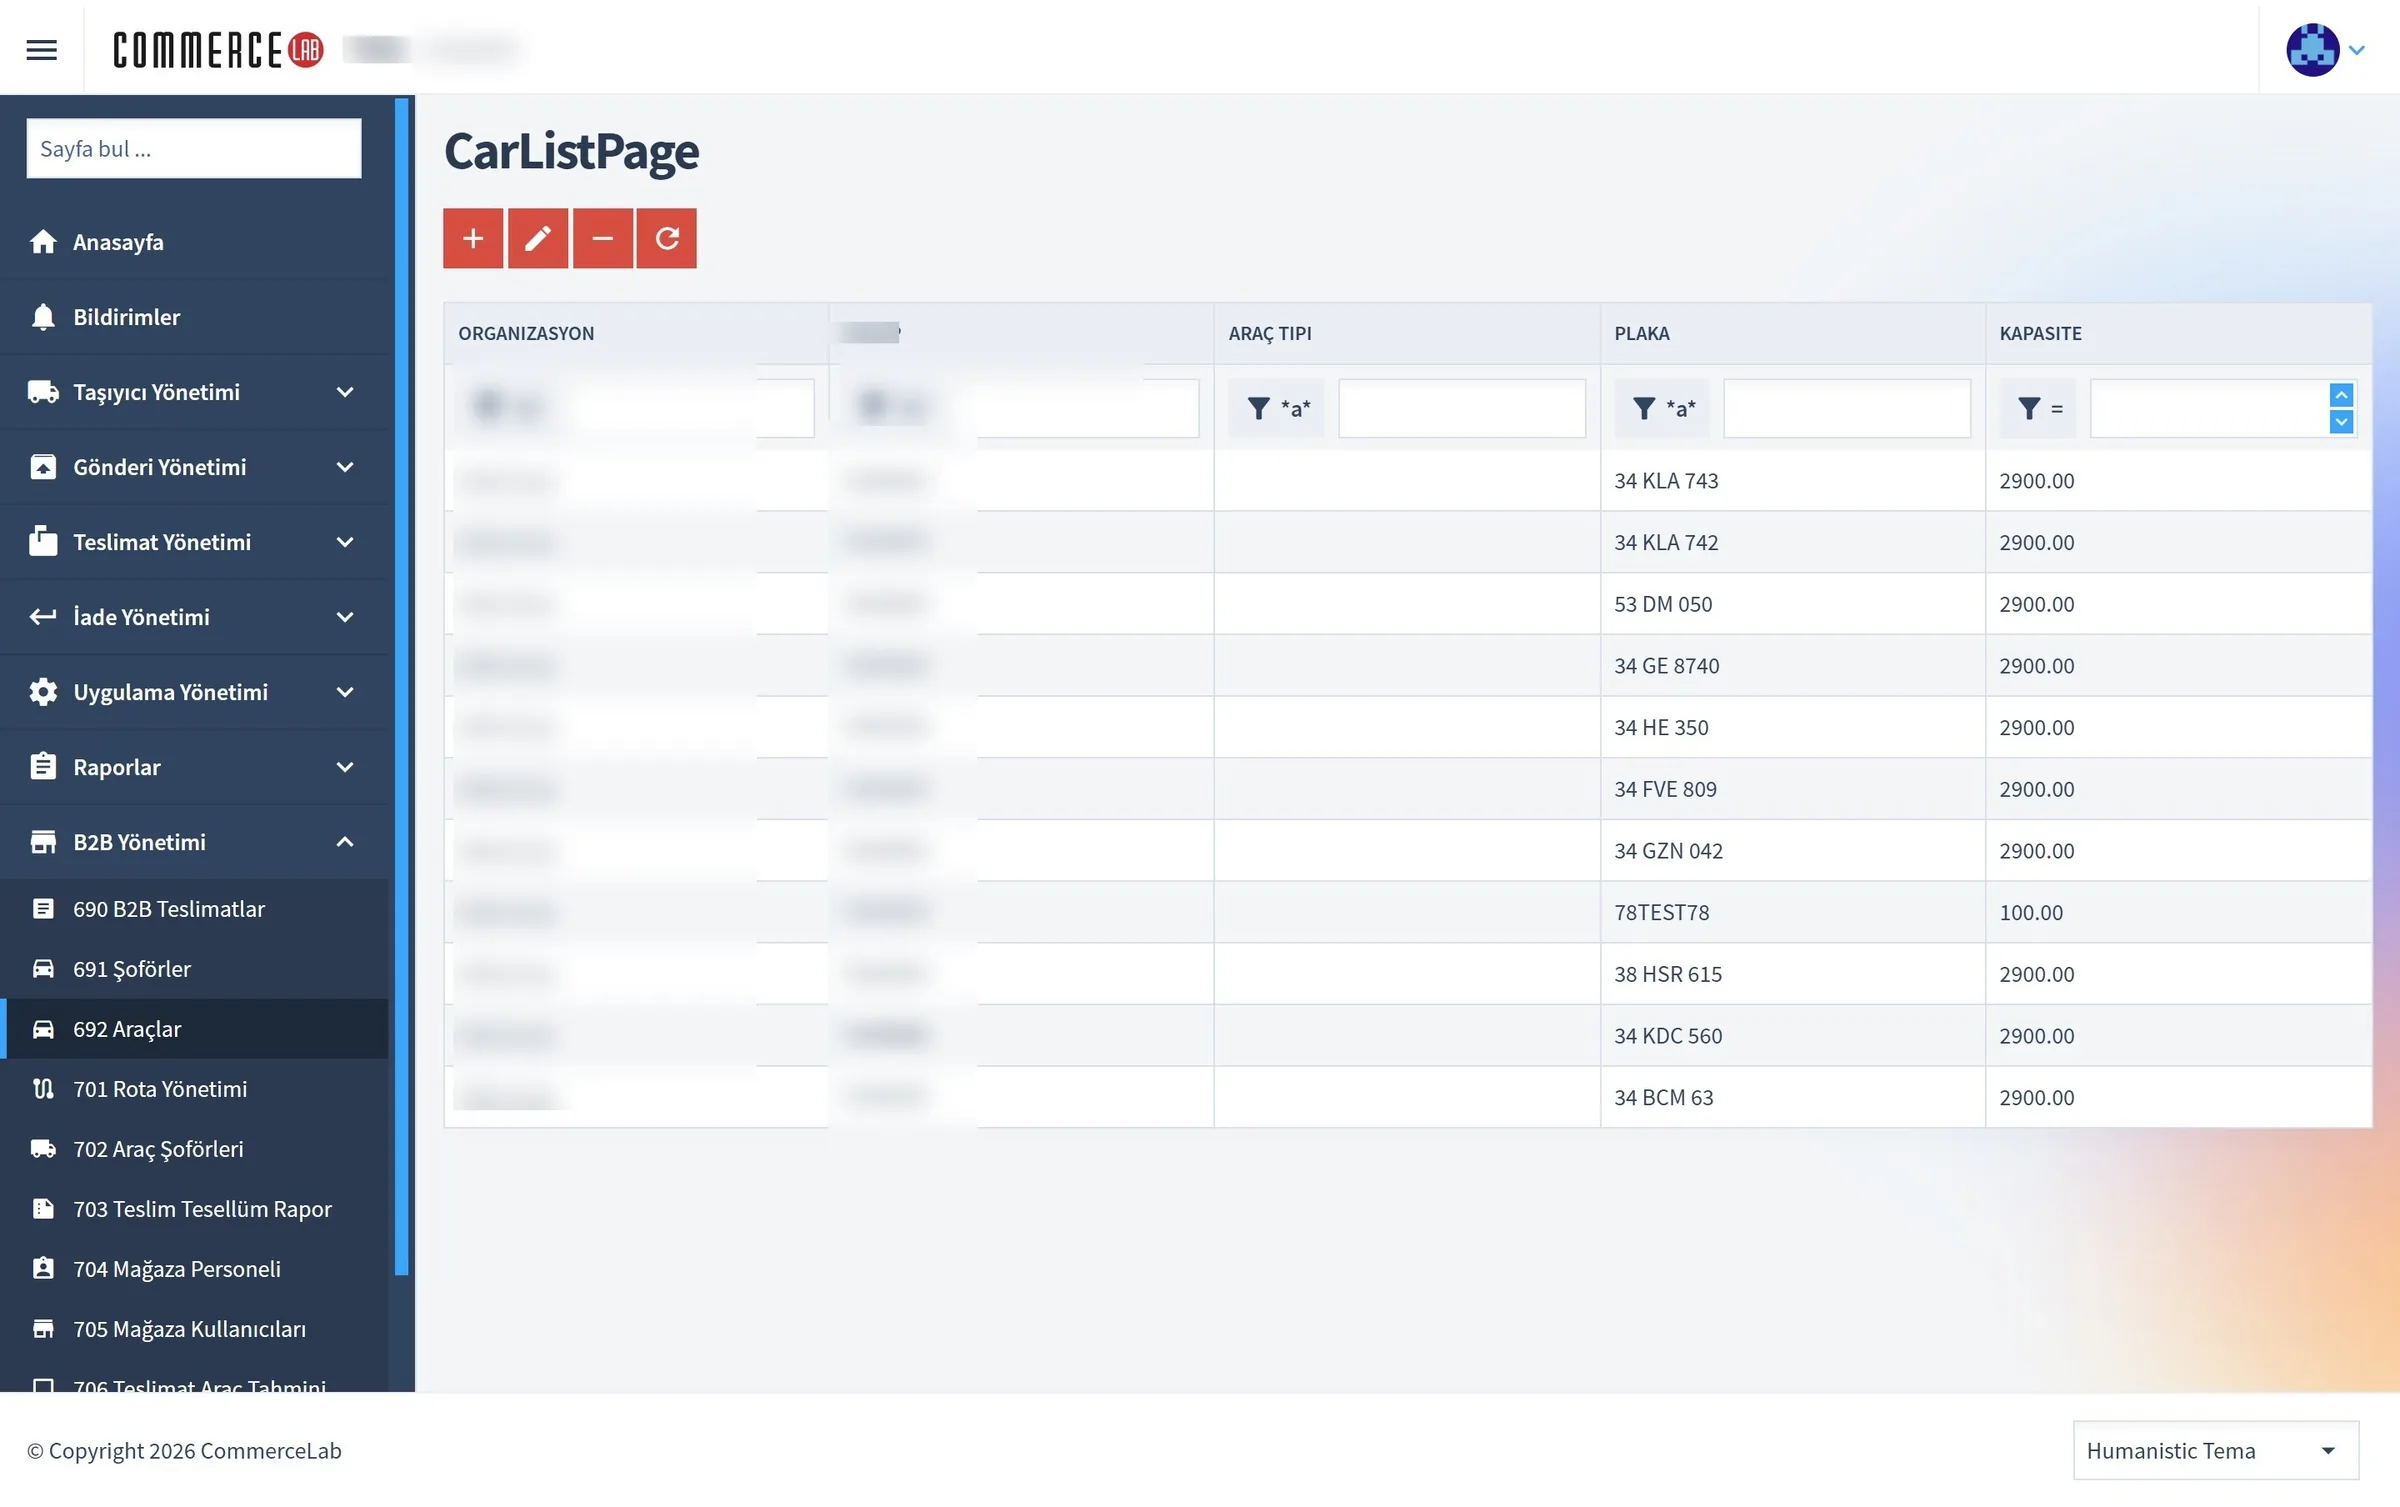 COMMERCE LAB
Sayfa bul ...
Anasayfa
Bildirimler
Taşıyıcı Yönetimi
Gönderi Yönetimi
Teslimat Yönetimi
İade Yönetimi
Uygulama Yönetimi
Raporlar
B2B Yönetimi
690 B2B Teslimatlar
691 Şoförler
692 Araçlar
701 Rota Yönetimi
702 Araç Şoförleri
703 Teslim Tesellüm Rapor
704 Mağaza Personeli
705 Mağaza Kullanıcıları
706 Teslimat Araç Tahmini
CarListPage
ORGANIZASYON ARAÇ TIPI PLAKA KAPASITE
*a* *a* =
34 KLA 743 2900.00
34 KLA 742 2900.00
53 DM 050 2900.00
34 GE 8740 2900.00
34 HE 350 2900.00
34 FVE 809 2900.00
34 GZN 042 2900.00
78TEST78 100.00
38 HSR 615 2900.00
34 KDC 560 2900.00
34 BCM 63 2900.00
© Copyright 2026 CommerceLab
Humanistic Tema